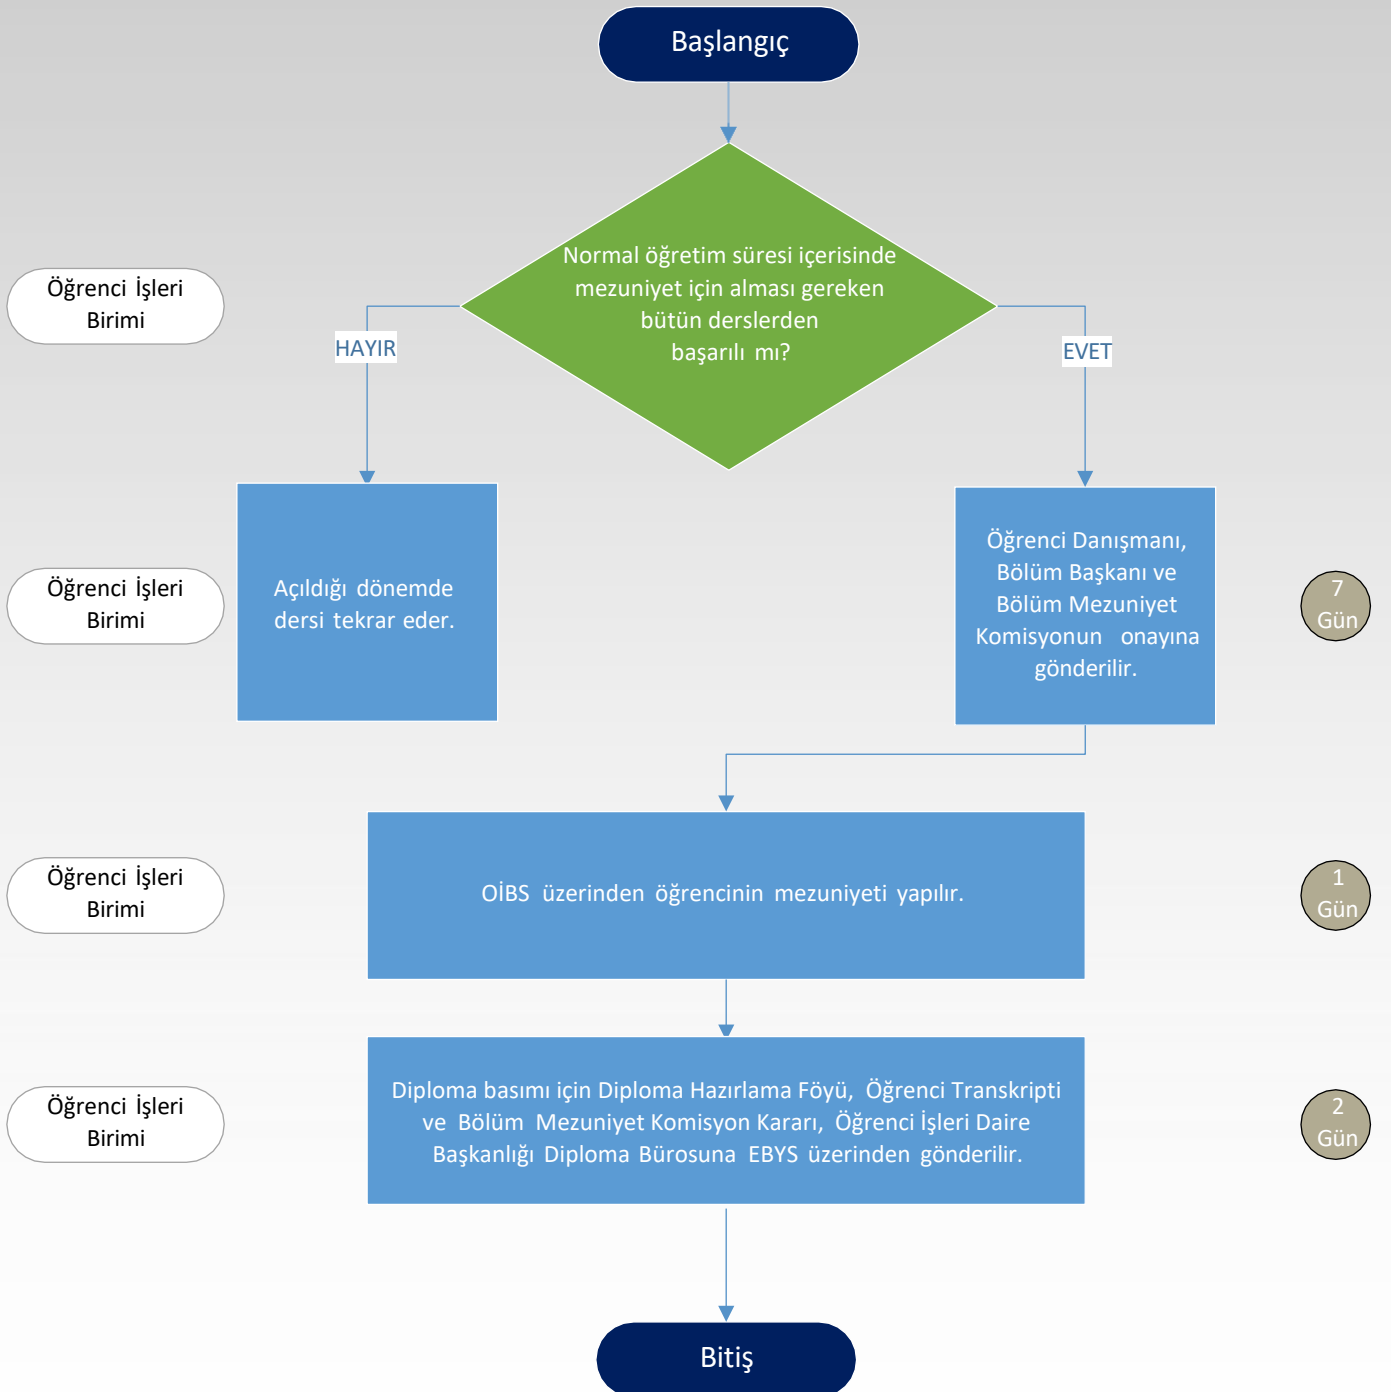 Başlangıç
Normal öğretim süresi içerisinde
mezuniyet için alması gereken
bütün derslerden
başarılı mı?
Öğrenci İşleri
Birimi
HAYIR
EVET
Öğrenci İşleri
Birimi
Açıldığı dönemde
dersi tekrar eder.
Öğrenci Danışmanı,
Bölüm Başkanı ve
Bölüm Mezuniyet
Komisyonun onayına
gönderilir.
7
Gün
Öğrenci İşleri
Birimi
OİBS üzerinden öğrencinin mezuniyeti yapılır.
1
Gün
Öğrenci İşleri
Birimi
Diploma basımı için Diploma Hazırlama Föyü, Öğrenci Transkripti
ve Bölüm Mezuniyet Komisyon Kararı, Öğrenci İşleri Daire
Başkanlığı Diploma Bürosuna EBYS üzerinden gönderilir.
2
Gün
Bitiş